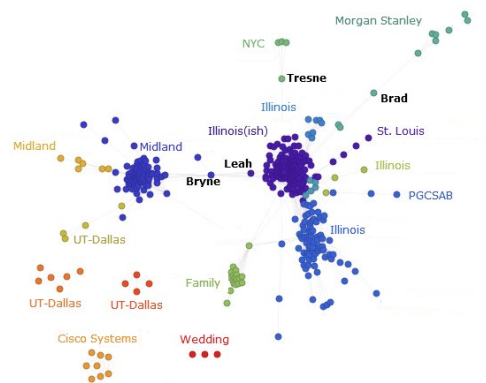 Morgan Stanley
NYC
Tresne
Brad
Illinois
Illinois(ish)
St. Louis
Midland
Midland
Leah
Illinois
Bryne
PGCSAB
Illinois
UT-Dallas
Family
UT-Dallas
UT-Dallas
Cisco Systems
Wedding